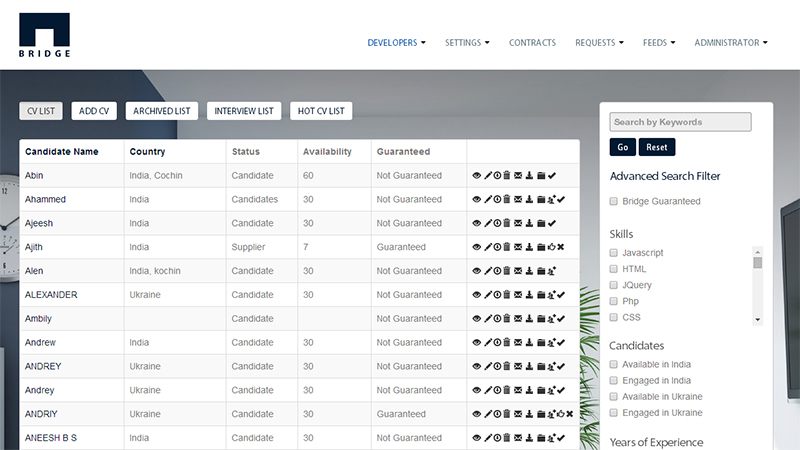 BRIDGE
DEVELOPERS SETTINGS CONTRACTS REQUESTS FEEDS ADMINISTRATOR
CV LIST ADD CV ARCHIVED LIST INTERVIEW LIST HOT CV LIST
Candidate Name Country Status Availability Guaranteed
Abin India, Cochin Candidate 60 Not Guaranteed
Ahammed India Candidates 30 Not Guaranteed
Ajeesh India Candidate 30 Not Guaranteed
Ajith India Supplier 7 Guaranteed
Alen India, kochin Candidate 30 Not Guaranteed
ALEXANDER Ukraine Candidate 30 Not Guaranteed
Ambily Candidate Not Guaranteed
Andrew India Candidate 30 Not Guaranteed
ANDREY Ukraine Candidate 30 Not Guaranteed
Andrey Ukraine Candidate 30 Not Guaranteed
ANDRIY Ukraine Candidate 30 Guaranteed
ANEESH B S India Candidate 30 Not Guaranteed
Search by Keywords
Go Reset
Advanced Search Filter
Bridge Guaranteed
Skills
Javascript
HTML
JQuery
Php
CSS
Candidates
Available in India
Engaged in India
Available in Ukraine
Engaged in Ukraine
Years of Experience